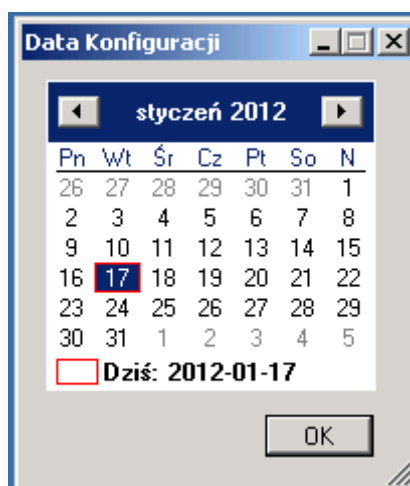 Data Konfiguracji
styczeń 2012
Pn Wt Śr Cz Pt So N
26 27 28 29 30 31 1
2 3 4 5 6 7 8
9 10 11 12 13 14 15
16 17 18 19 20 21 22
23 24 25 26 27 28 29
30 31 1 2 3 4 5
Dziś: 2012-01-17
OK